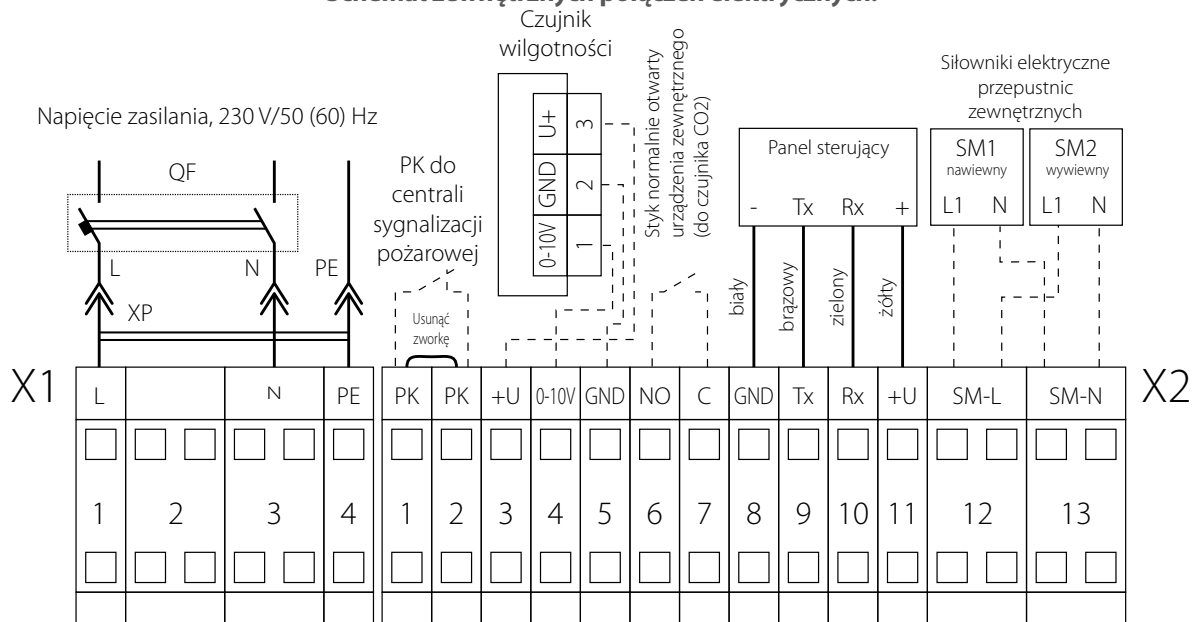 Schemat zewnętrznych połączeń elektrycznych.
Czujnik
wilgotności
Napięcie zasilania, 230 V/50 (60) Hz
QF
L
N
PE
XP
PK do
centrali
sygnalizacji
pożarowej
Usunąć
zworkę
U+
3
GND
2
0-10V
1
Styk normalnie otwarty
urządzenia zewnętrznego
(do czujnika CO2)
Panel sterujący
- Tx Rx +
biały
brązowy
zielony
żółty
Siłowniki elektryczne
przepustnic
zewnętrznych
SM1
nawiewny
L1 N
SM2
wywiewny
L1 N
X1
L N PE
PK PK +U 0-10V GND NO C GND Tx Rx +U SM-L SM-N
X2
1 2 3 4
1 2 3 4 5 6 7 8 9 10 11 12 13